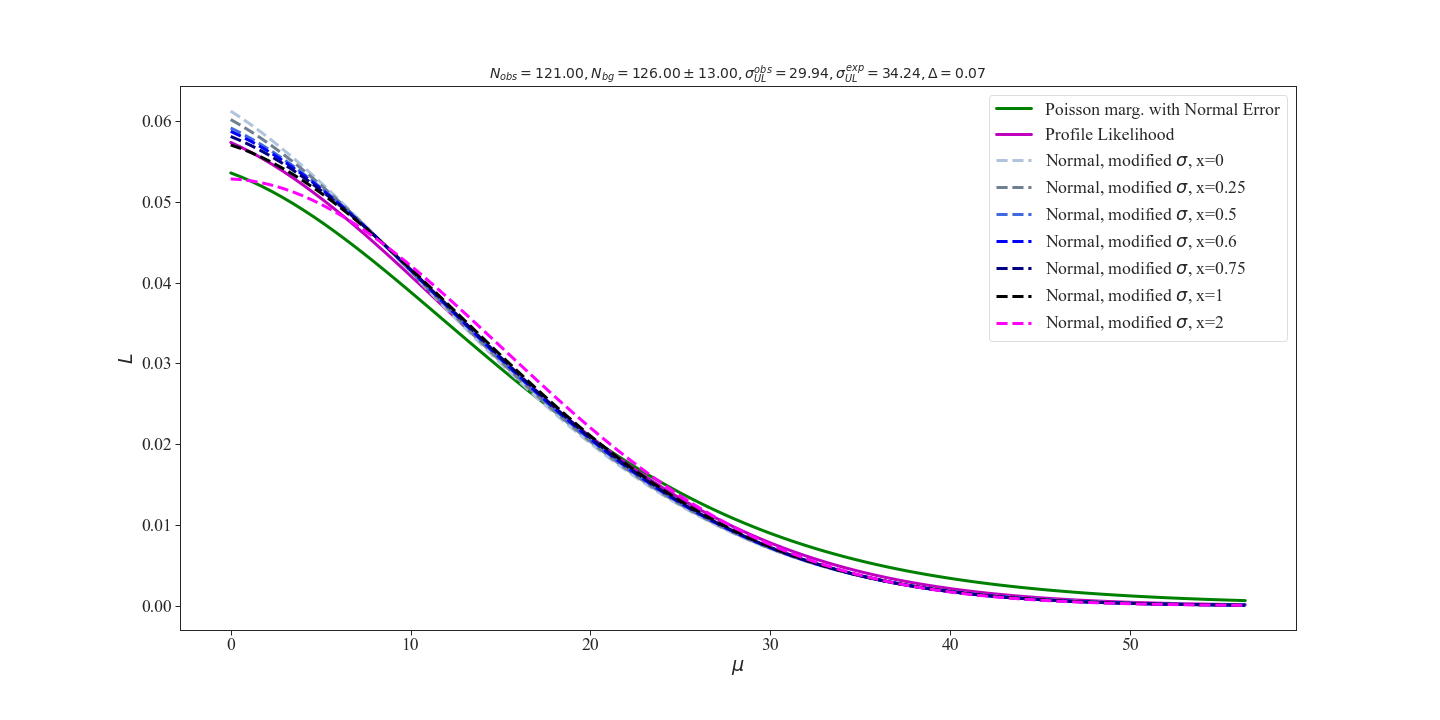 N_obs = 121.00, N_bg = 126.00 ± 13.00, σ_UL^obs = 29.94, σ_UL^exp = 34.24, Δ = 0.07
Poisson marg. with Normal Error
Profile Likelihood
Normal, modified σ, x=0
Normal, modified σ, x=0.25
Normal, modified σ, x=0.5
Normal, modified σ, x=0.6
Normal, modified σ, x=0.75
Normal, modified σ, x=1
Normal, modified σ, x=2
L
0.06
0.05
0.04
0.03
0.02
0.01
0.00
0 10 20 30 40 50
μ